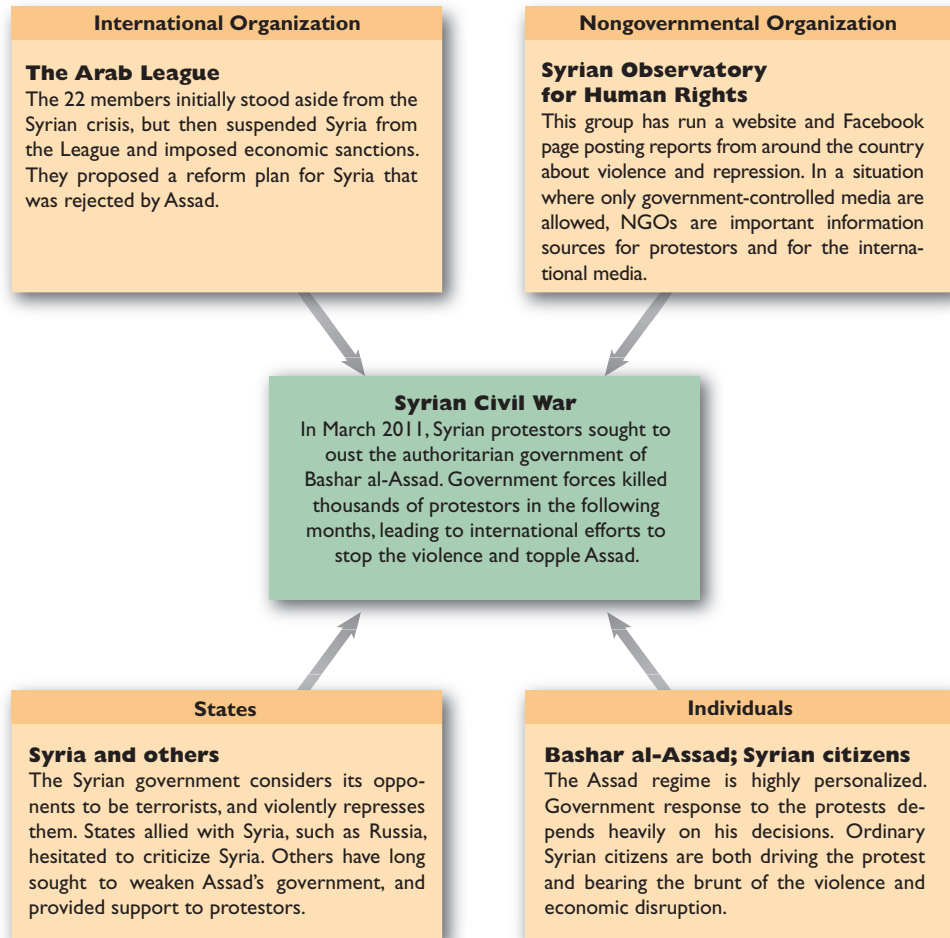 International Organization
The Arab League
The 22 members initially stood aside from the
Syrian crisis, but then suspended Syria from
the League and imposed economic sanctions.
They proposed a reform plan for Syria that
was rejected by Assad.
Nongovernmental Organization
Syrian Observatory
for Human Rights
This group has run a website and Facebook
page posting reports from around the country
about violence and repression. In a situation
where only government-controlled media are
allowed, NGOs are important information
sources for protestors and for the interna-
tional media.
Syrian Civil War
In March 2011, Syrian protestors sought to
oust the authoritarian government of
Bashar al-Assad. Government forces killed
thousands of protestors in the following
months, leading to international efforts to
stop the violence and topple Assad.
States
Syria and others
The Syrian government considers its oppo-
nents to be terrorists, and violently represses
them. States allied with Syria, such as Russia,
hesitated to criticize Syria. Others have long
sought to weaken Assad's government, and
provided support to protestors.
Individuals
Bashar al-Assad; Syrian citizens
The Assad regime is highly personalized.
Government response to the protests de-
pends heavily on his decisions. Ordinary
Syrian citizens are both driving the protest
and bearing the brunt of the violence and
economic disruption.